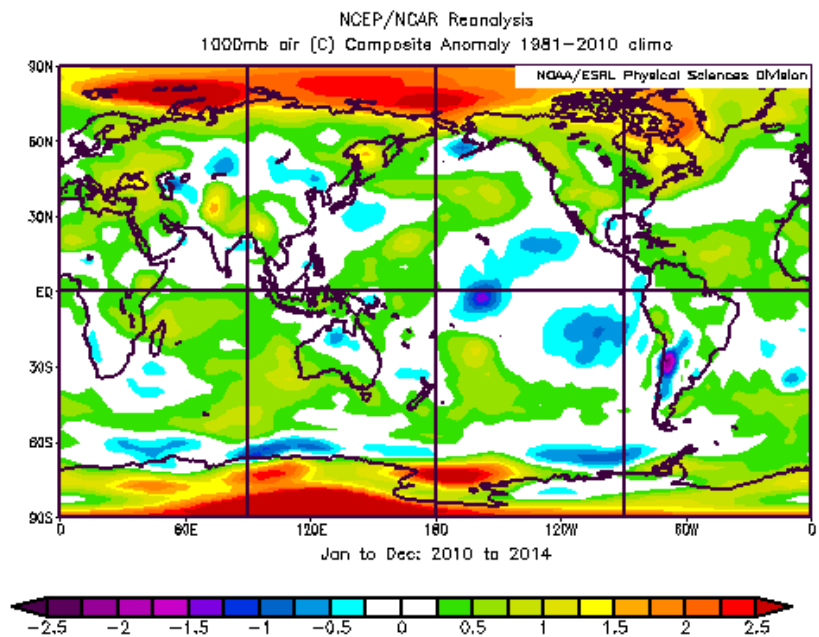 NCEP/NCAR Reanalysis
1000mb air (C) Composite Anomaly 1981-2010 climo
NOAA/ESRL Physical Sciences Division
90N
60N
30N
EQ
30S
60S
90S
0 60E 120E 180 120W 60W 0
Jan to Dec: 2010 to 2014
-2.5 -2 -1.5 -1 -0.5 0 0.5 1 1.5 2 2.5